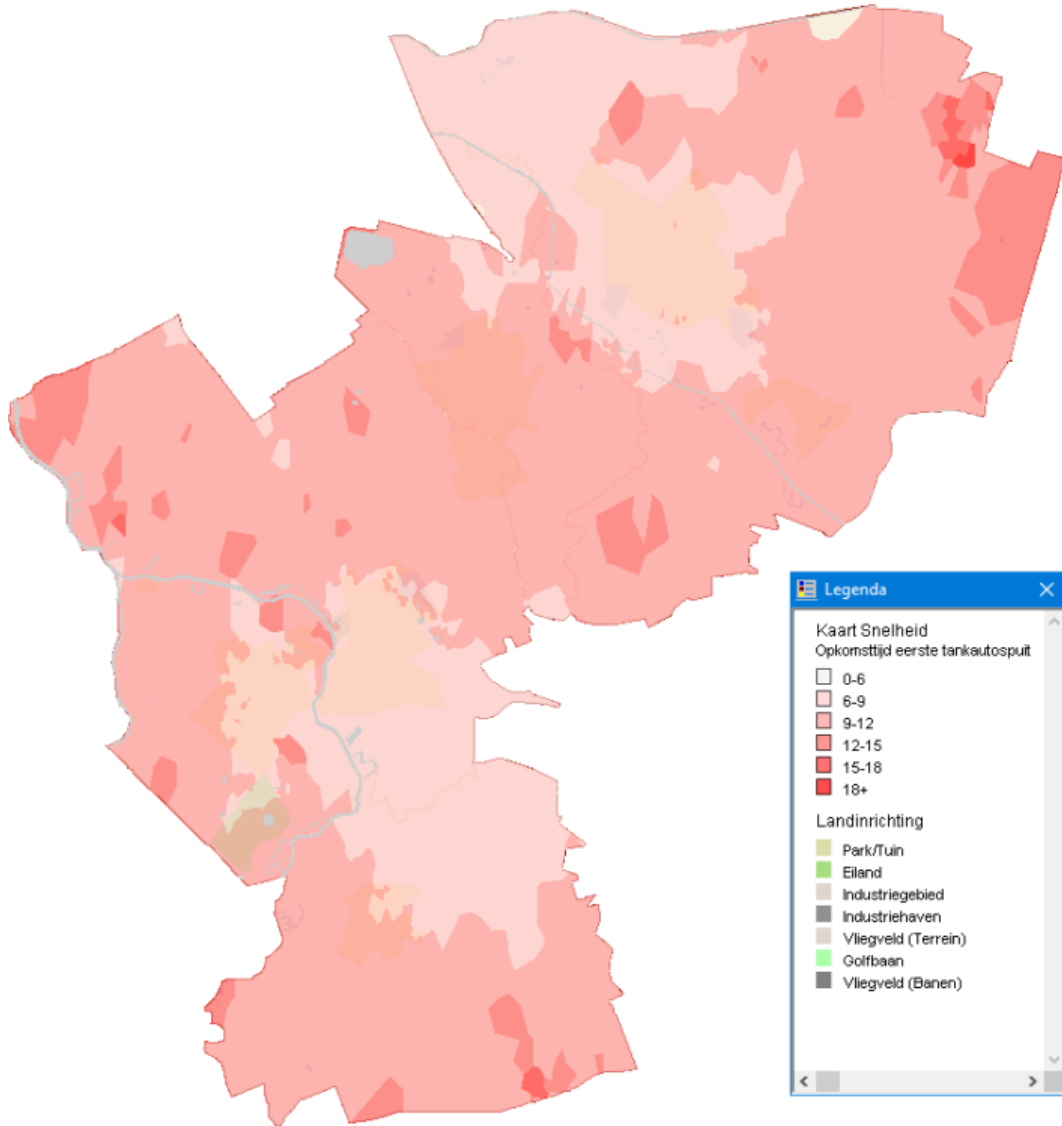 Legenda
Kaart Snelheid
Opkomsttijd eerste tankautospuit
0-6
6-9
9-12
12-15
15-18
18+
Landinrichting
Park/Tuin
Eiland
Industriegebied
Industriehaven
Vliegveld (Terrein)
Golfbaan
Vliegveld (Banen)